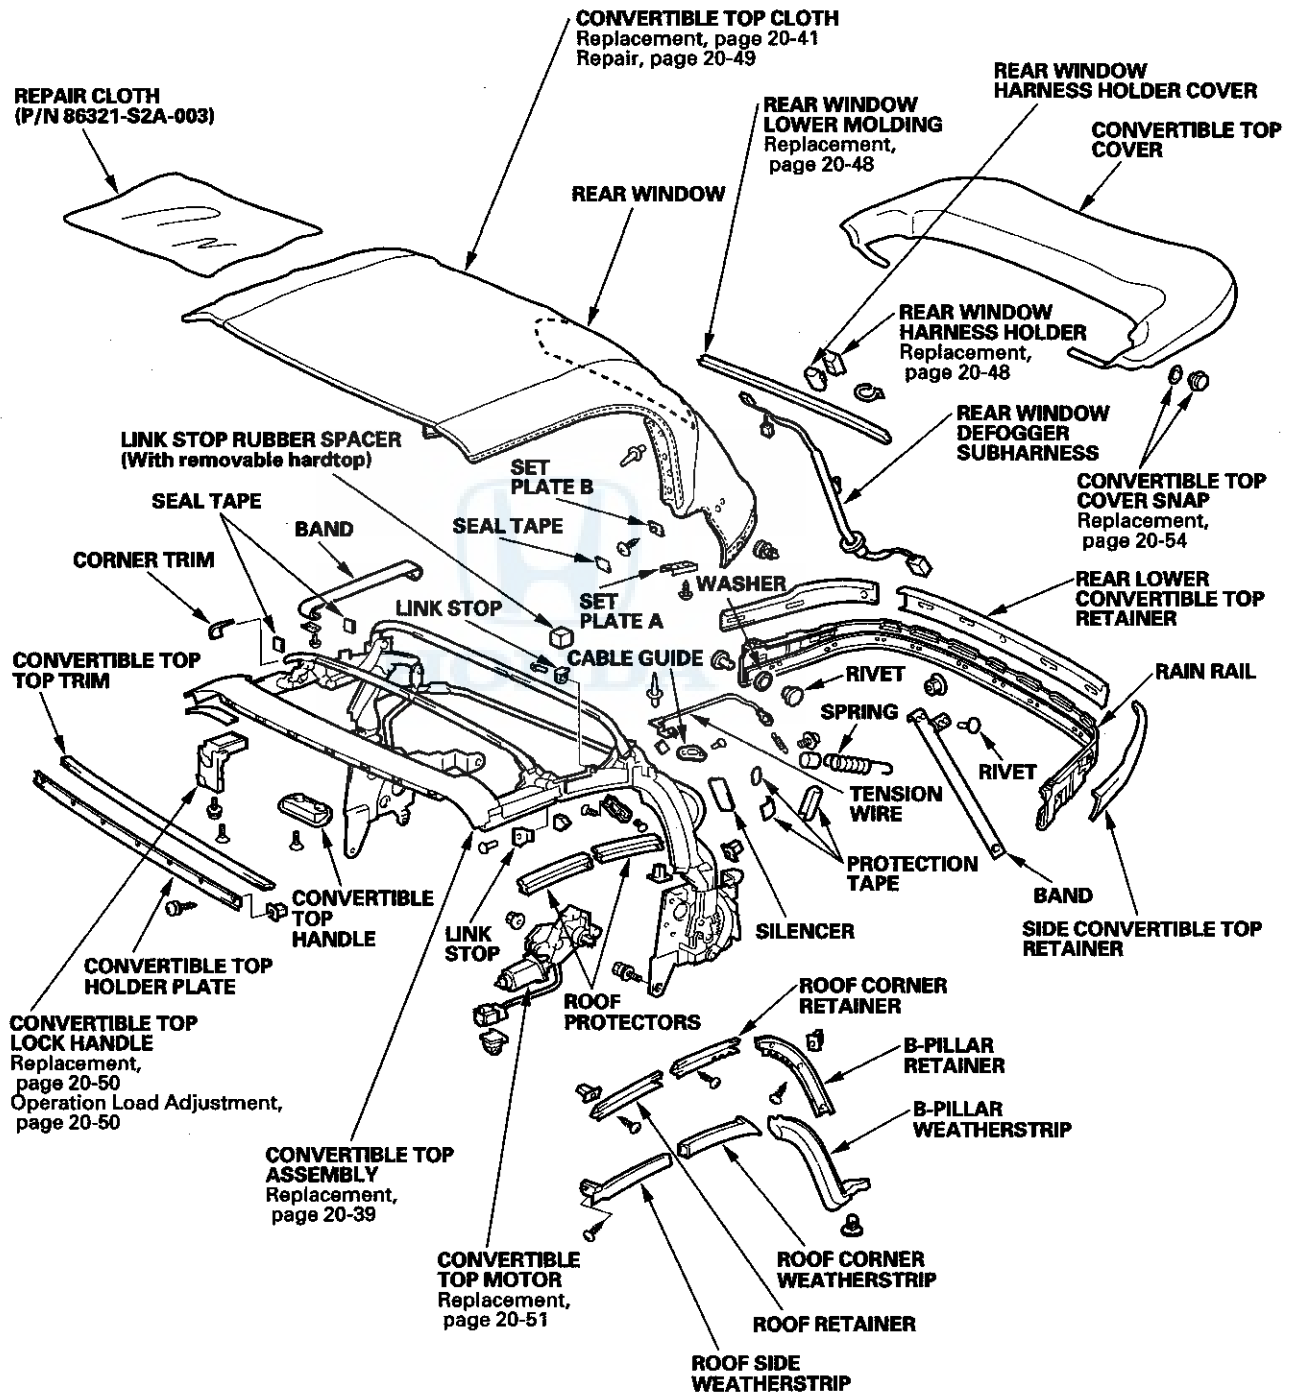 CONVERTIBLE TOP CLOTH
Replacement, page 20-41
Repair, page 20-49
REPAIR CLOTH
(P/N 86321-S2A-003)
REAR WINDOW
HARNESS HOLDER COVER
REAR WINDOW
LOWER MOLDING
Replacement,
page 20-48
CONVERTIBLE TOP
COVER
REAR WINDOW
REAR WINDOW
HARNESS HOLDER
Replacement,
page 20-48
REAR WINDOW
DEFOGGER
SUBHARNESS
CONVERTIBLE TOP
COVER SNAP
Replacement,
page 20-54
LINK STOP RUBBER SPACER
(With removable hardtop)
SET
PLATE B
SEAL TAPE
SEAL TAPE
BAND
CORNER TRIM
LINK STOP
SET
PLATE A
WASHER
REAR LOWER
CONVERTIBLE TOP
RETAINER
CABLE GUIDE
HONDA
CONVERTIBLE TOP
TOP TRIM
RIVET
RAIN RAIL
SPRING
RIVET
TENSION
WIRE
PROTECTION
TAPE
BAND
CONVERTIBLE
TOP
HANDLE
LINK
STOP
SILENCER
SIDE CONVERTIBLE TOP
RETAINER
CONVERTIBLE TOP
HOLDER PLATE
ROOF
PROTECTORS
ROOF CORNER
RETAINER
CONVERTIBLE TOP
LOCK HANDLE
Replacement,
page 20-50
Operation Load Adjustment,
page 20-50
B-PILLAR
RETAINER
B-PILLAR
WEATHERSTRIP
CONVERTIBLE TOP
ASSEMBLY
Replacement,
page 20-39
CONVERTIBLE
TOP MOTOR
Replacement,
page 20-51
ROOF CORNER
WEATHERSTRIP
ROOF RETAINER
ROOF SIDE
WEATHERSTRIP